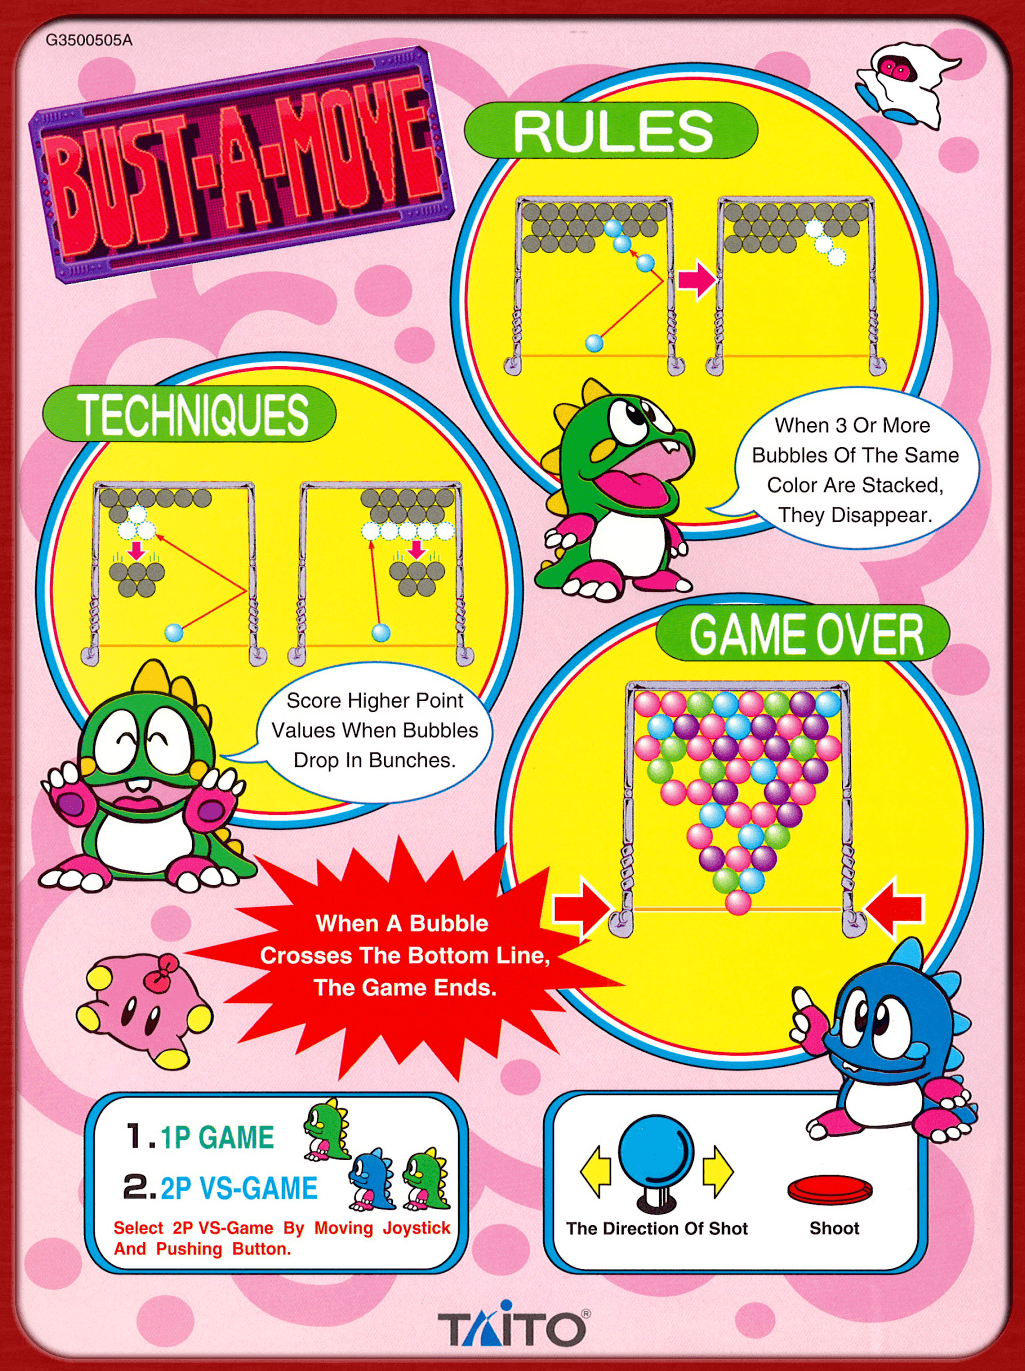 G3500505A
BUST-A-MOVE
RULES
When 3 Or More
Bubbles Of The Same
Color Are Stacked,
They Disappear.
TECHNIQUES
Score Higher Point
Values When Bubbles
Drop In Bunches.
GAME OVER
When A Bubble
Crosses The Bottom Line,
The Game Ends.
1. 1P GAME
2. 2P VS-GAME
Select 2P VS-Game By Moving Joystick
And Pushing Button.
The Direction Of Shot
Shoot
TAITO®